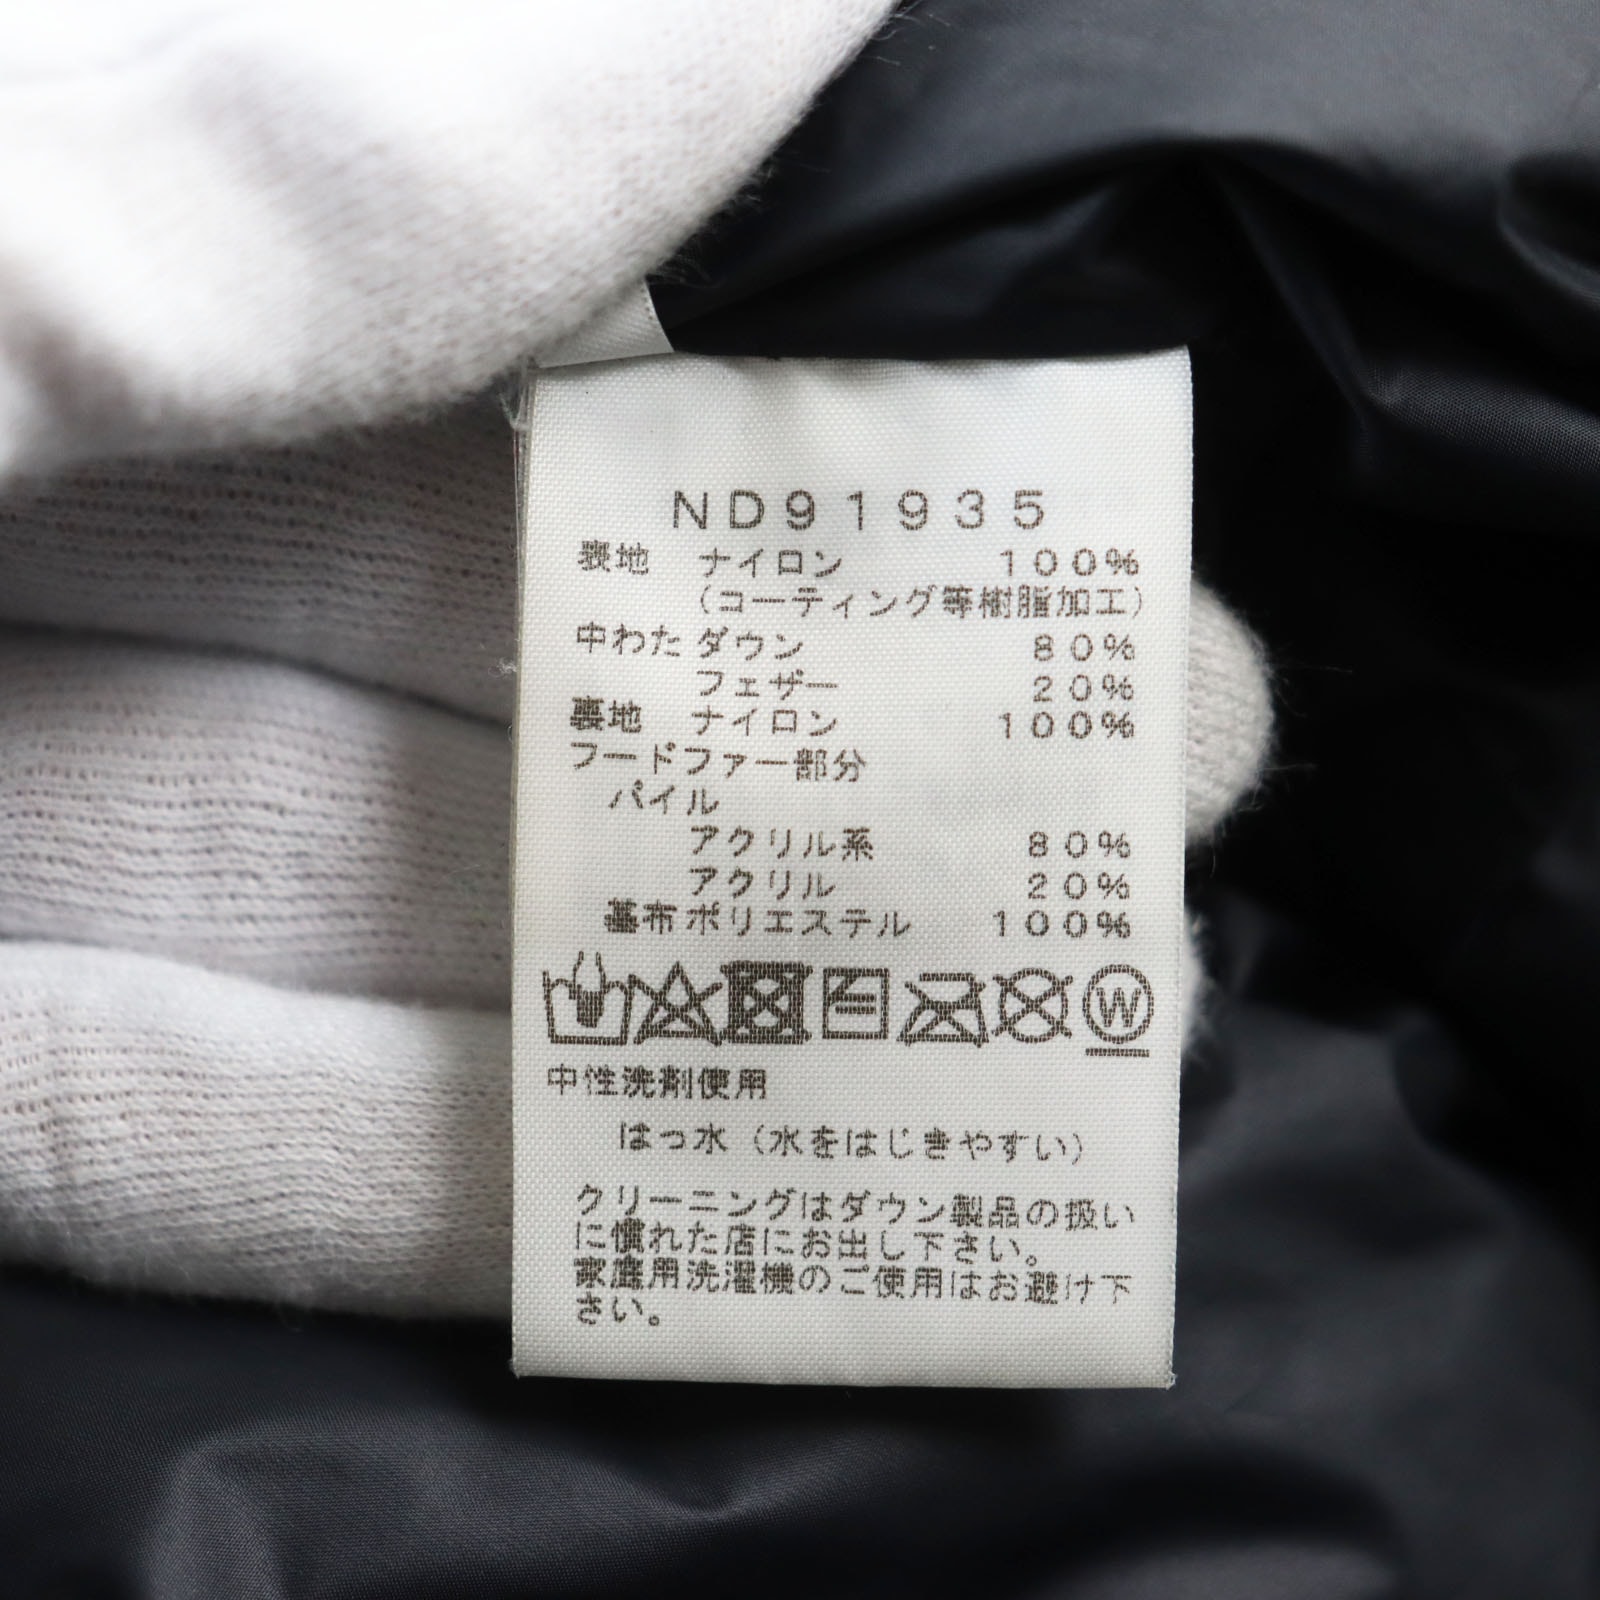 ND91935
表地 ナイロン 100%
(コーティング等樹脂加工)
中わた ダウン 80%
フェザー 20%
裏地 ナイロン 100%
フードファー部分
パイル
アクリル系 80%
アクリル 20%
基布 ポリエステル 100%
W
中性洗剤使用
はっ水(水をはじきやすい)
クリーニングはダウン製品の扱い
に慣れた店にお出し下さい。
家庭用洗濯機のご使用はお避け下
さい。